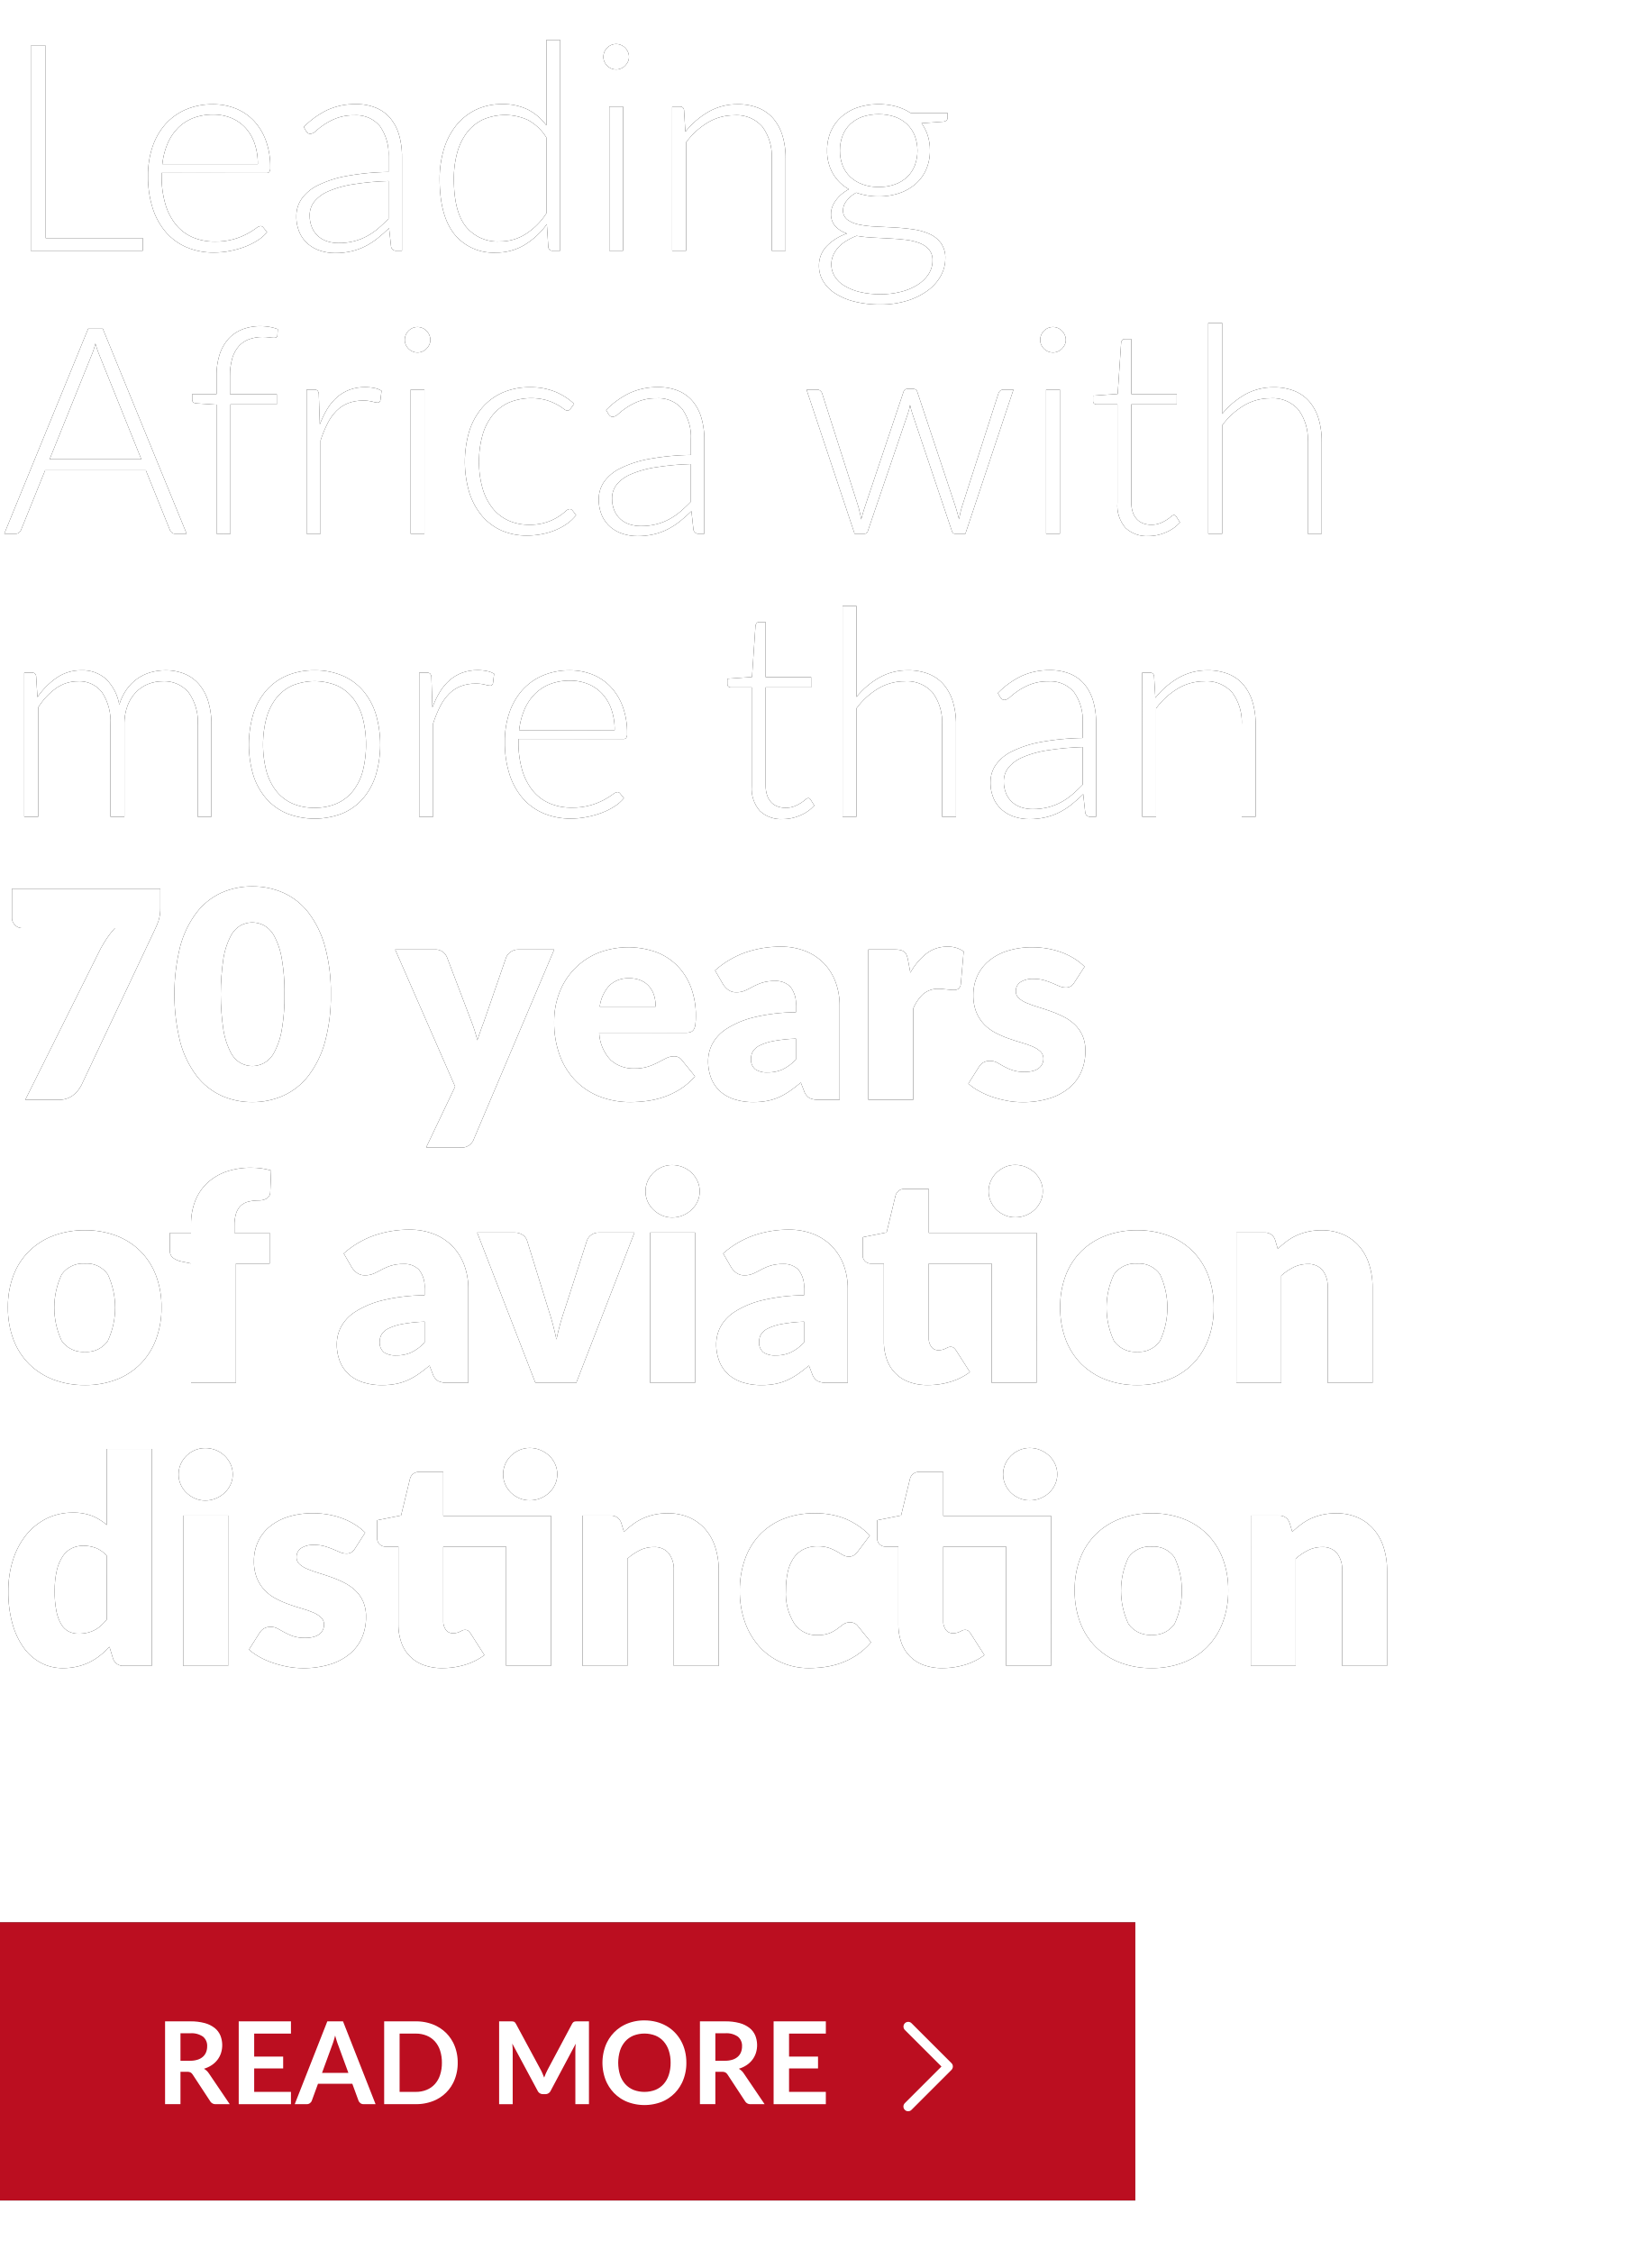 Leading
Africa with
more than
70 years
of aviation
distinction
READ MORE